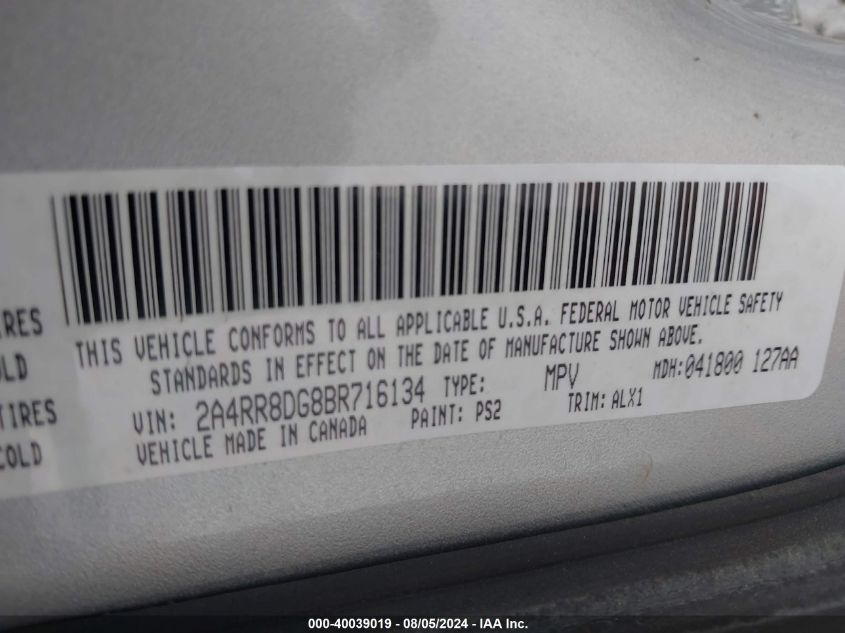 IRES
OLD
TIRES
COLD
THIS VEHICLE CONFORMS TO ALL APPLICABLE U.S.A. FEDERAL MOTOR VEHICLE SAFETY
STANDARDS IN EFFECT ON THE DATE OF MANUFACTURE SHOWN ABOVE.
VIN: 2A4RR8DG8BR716134 TYPE: MPV MDH:041800 127AA
VEHICLE MADE IN CANADA PAINT: PS2 TRIM: ALX1
000-40039019 - 08/05/2024 - IAA Inc.